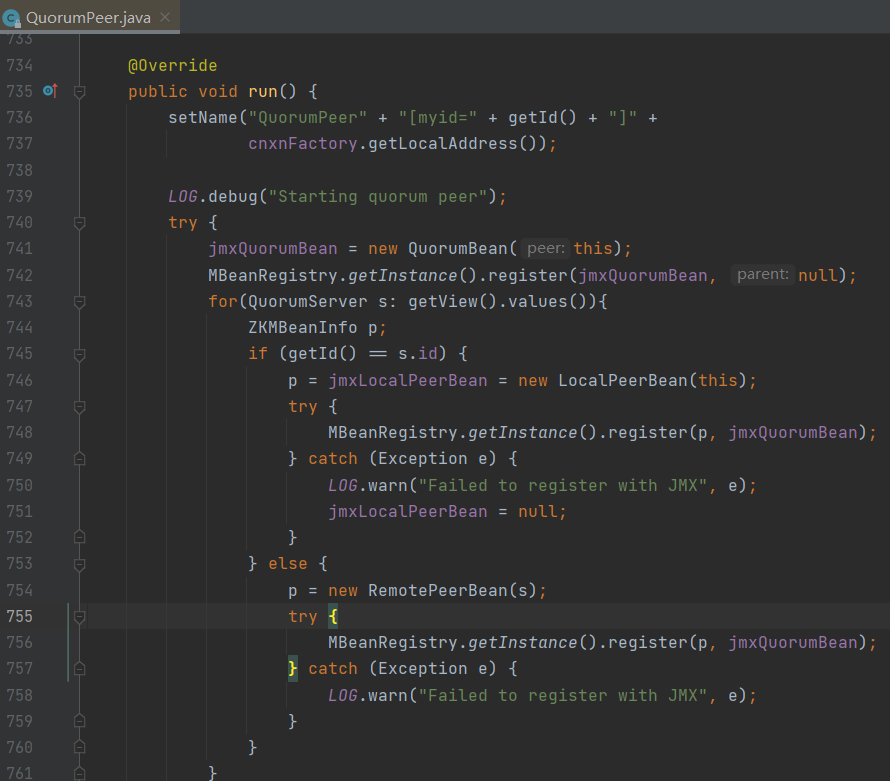 QuorumPeer.java
733
734 @Override
735 public void run() {
736 setName("QuorumPeer" + "[myid=" + getId() + "]" +
737 cnxnFactory.getLocalAddress());
738
739 LOG.debug("Starting quorum peer");
740 try {
741 jmxQuorumBean = new QuorumBean( peer: this);
742 MBeanRegistry.getInstance().register(jmxQuorumBean, parent: null);
743 for(QuorumServer s: getView().values()){
744 ZKMBeanInfo p;
745 if (getId() == s.id) {
746 p = jmxLocalPeerBean = new LocalPeerBean(this);
747 try {
748 MBeanRegistry.getInstance().register(p, jmxQuorumBean);
749 } catch (Exception e) {
750 LOG.warn("Failed to register with JMX", e);
751 jmxLocalPeerBean = null;
752 }
753 } else {
754 p = new RemotePeerBean(s);
755 try {
756 MBeanRegistry.getInstance().register(p, jmxQuorumBean);
757 } catch (Exception e) {
758 LOG.warn("Failed to register with JMX", e);
759 }
760 }
761 }